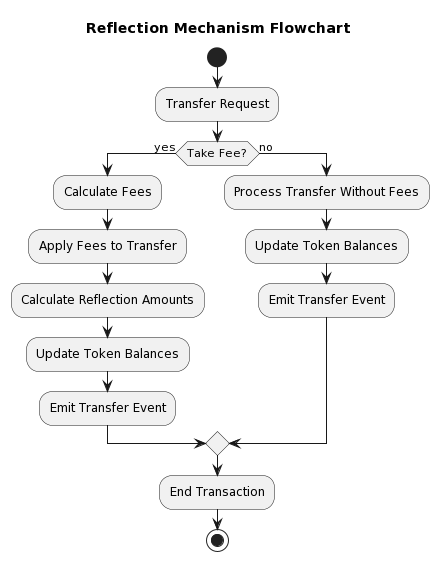 Reflection Mechanism Flowchart
Transfer Request
Take Fee?
yes
no
Calculate Fees
Apply Fees to Transfer
Calculate Reflection Amounts
Update Token Balances
Emit Transfer Event
Process Transfer Without Fees
Update Token Balances
Emit Transfer Event
End Transaction